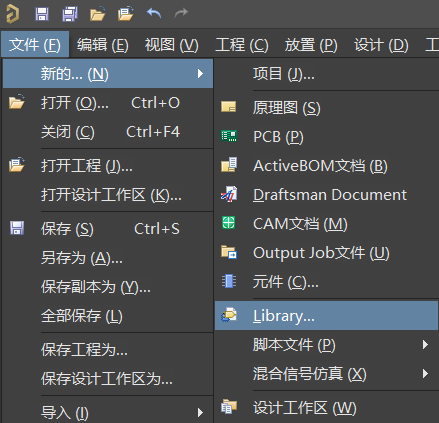 文件 (F) 编辑 (E) 视图 (V) 工程 (C) 放置 (P) 设计 (D) 工
新的... (N)
打开 (O)... Ctrl+O
关闭 (C) Ctrl+F4
打开工程 (J)...
打开设计工作区 (K)...
保存 (S) Ctrl+S
另存为 (A)...
保存副本为 (Y)...
全部保存 (L)
保存工程为...
保存设计工作区为...
导入 (I)
项目 (J)...
原理图 (S)
PCB (P)
ActiveBOM文档 (B)
Draftsman Document
CAM文档 (M)
Output Job文件 (U)
元件 (C)...
Library...
脚本文件 (P)
混合信号仿真 (X)
设计工作区 (W)